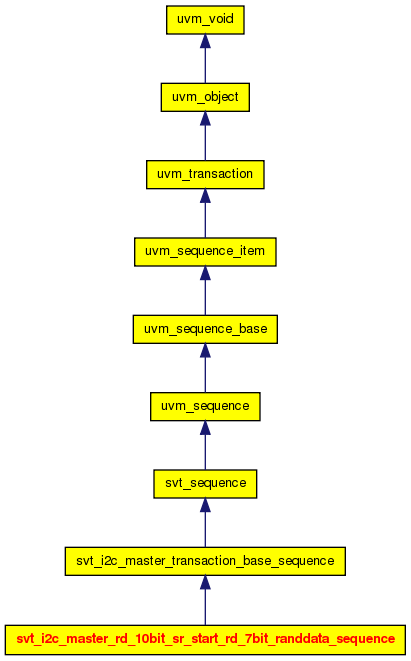 uvm_void
uvm_object
uvm_transaction
uvm_sequence_item
uvm_sequence_base
uvm_sequence
svt_sequence
svt_i2c_master_transaction_base_sequence
svt_i2c_master_rd_10bit_sr_start_rd_7bit_randdata_sequence